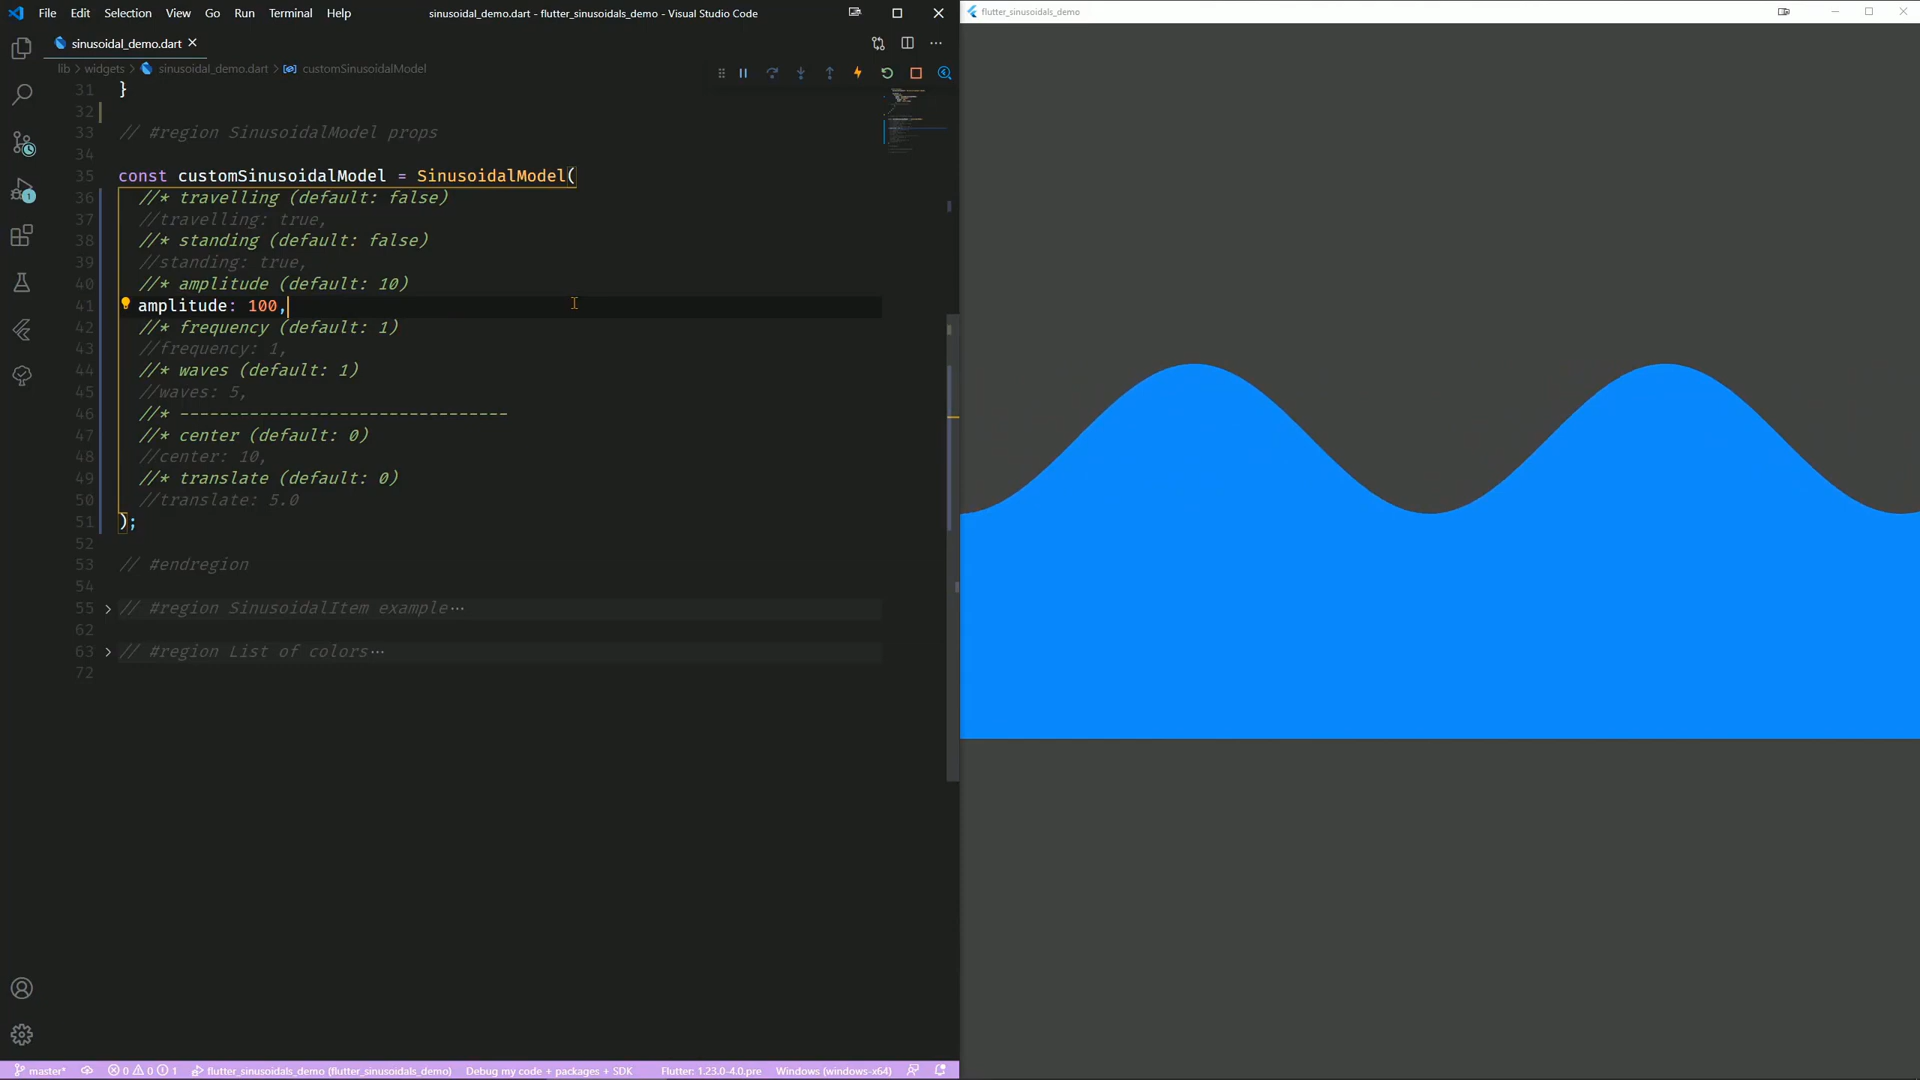 File Edit Selection View Go Run Terminal Help
sinusoidal_demo.dart - flutter_sinusoidals_demo - Visual Studio Code
flutter_sinusoidals_demo
sinusoidal_demo.dart
lib > widgets > sinusoidal_demo.dart > customSinusoidalModel
31 }
32
33 // #region SinusoidalModel props
34
35 const customSinusoidalModel = SinusoidalModel(
36 //* travelling (default: false)
37 //travelling: true,
38 //* standing (default: false)
39 //standing: true,
40 //* amplitude (default: 10)
41 amplitude: 100,
42 //* frequency (default: 1)
43 //frequency: 1,
44 //* waves (default: 1)
45 //waves: 5,
46 //* ---------------------------------
47 //* center (default: 0)
48 //center: 10,
49 //* translate (default: 0)
50 //translate: 5.0
51 );
52
53 // #endregion
54
55 > // #region SinusoidalItem example···
62
63 > // #region List of colors···
72
1
master* 0 0 1 flutter_sinusoidals_demo (flutter_sinusoidals_demo) Debug my code + packages + SDK Flutter: 1.23.0-4.0.pre Windows (windows-x64)